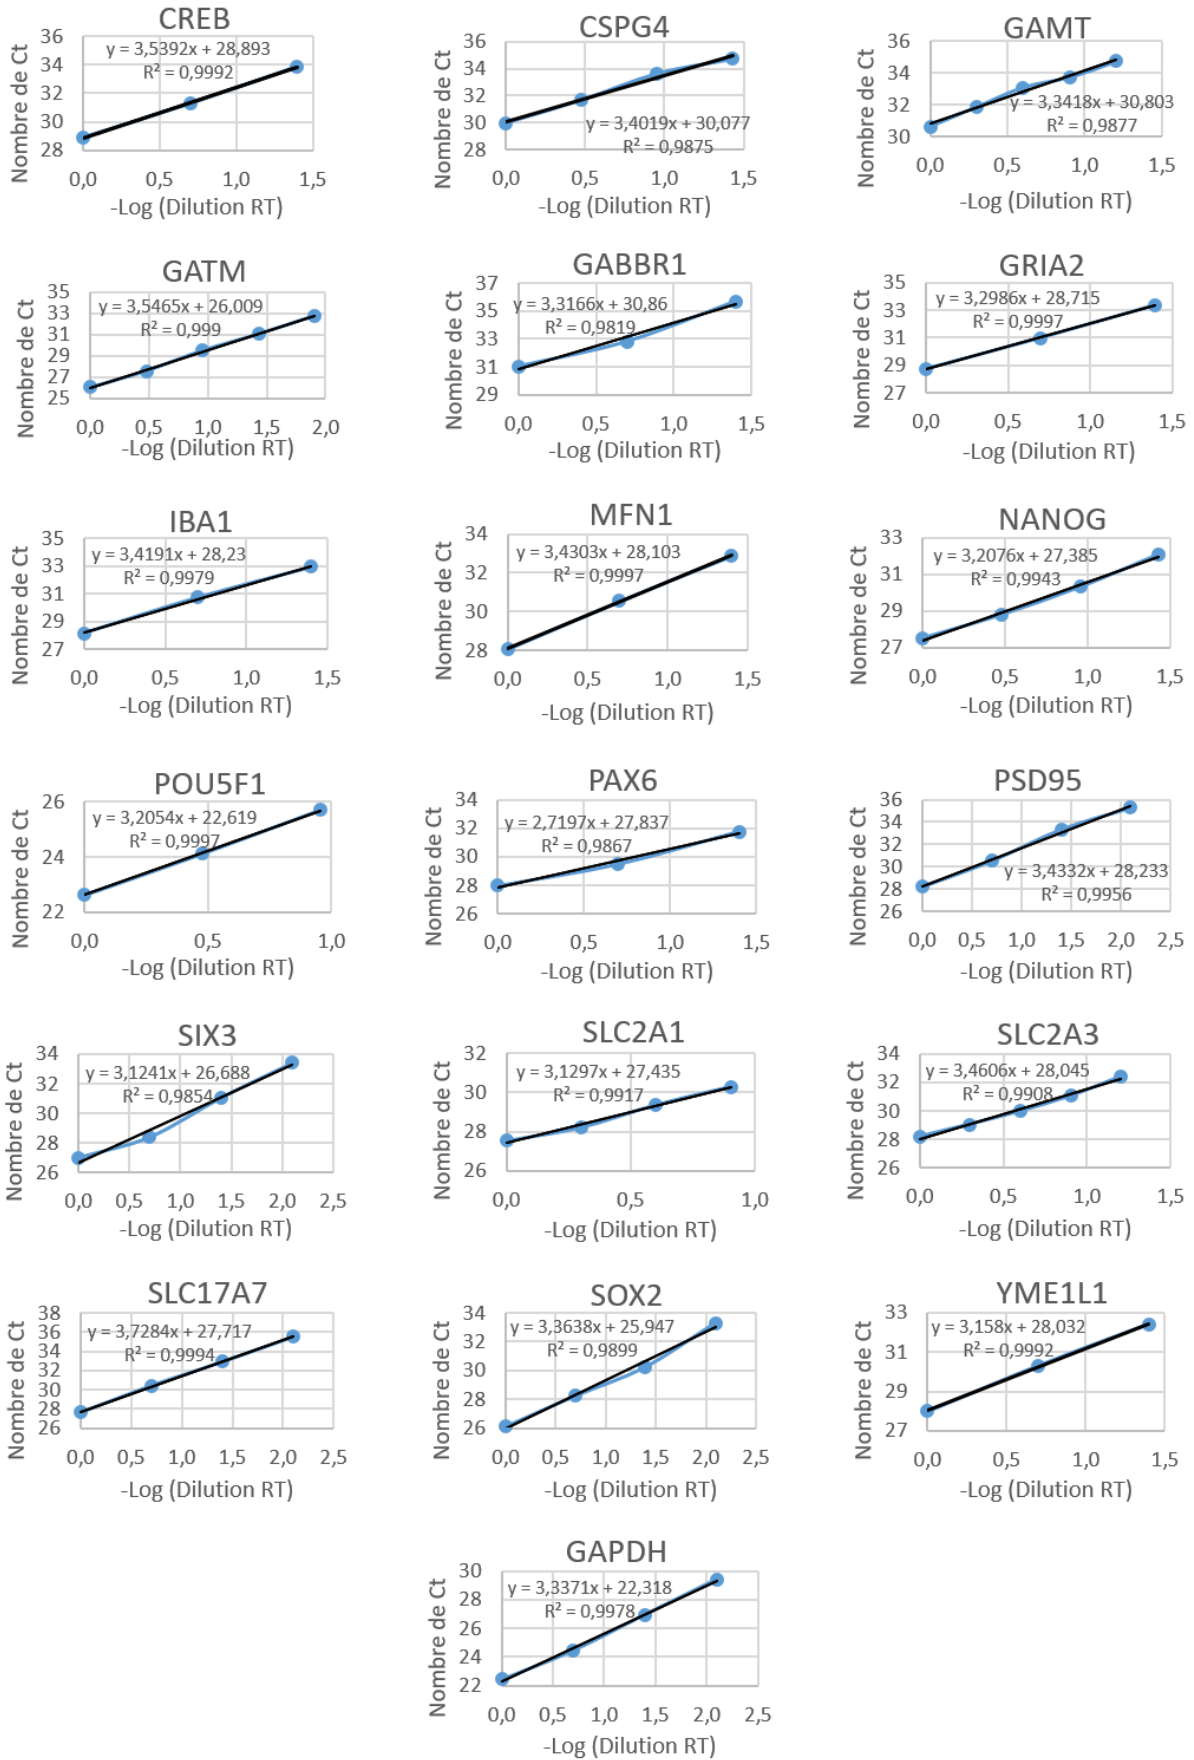 CREB
y = 3,5392x + 28,893
R² = 0,9992
Nombre de Ct
36
34
32
30
28
0,0 0,5 1,0 1,5
-Log (Dilution RT)
CSPG4
y = 3,4019x + 30,077
R² = 0,9875
Nombre de Ct
36
34
32
30
28
0,0 0,5 1,0 1,5
-Log (Dilution RT)
GAMT
y = 3,3418x + 30,803
R² = 0,9877
Nombre de Ct
36
34
32
30
0,0 0,5 1,0 1,5
-Log (Dilution RT)
GATM
y = 3,5465x + 26,009
R² = 0,999
Nombre de Ct
35
33
31
29
27
25
0,0 0,5 1,0 1,5 2,0
-Log (Dilution RT)
GABBR1
y = 3,3166x + 30,86
R² = 0,9819
Nombre de Ct
37
35
33
31
29
0,0 0,5 1,0 1,5
-Log (Dilution RT)
GRIA2
y = 3,2986x + 28,715
R² = 0,9997
Nombre de Ct
35
33
31
29
27
0,0 0,5 1,0 1,5
-Log (Dilution RT)
IBA1
y = 3,4191x + 28,23
R² = 0,9979
Nombre de Ct
35
33
31
29
27
0,0 0,5 1,0 1,5
-Log (Dilution RT)
MFN1
y = 3,4303x + 28,103
R² = 0,9997
Nombre de Ct
34
32
30
28
0,0 0,5 1,0 1,5
-Log (Dilution RT)
NANOG
y = 3,2076x + 27,385
R² = 0,9943
Nombre de Ct
33
31
29
27
0,0 0,5 1,0 1,5
-Log (Dilution RT)
POU5F1
y = 3,2054x + 22,619
R² = 0,9997
Nombre de Ct
26
24
22
0,0 0,5 1,0
-Log (Dilution RT)
PAX6
y = 2,7197x + 27,837
R² = 0,9867
Nombre de Ct
34
32
30
28
26
0,0 0,5 1,0 1,5
-Log (Dilution RT)
PSD95
y = 3,4332x + 28,233
R² = 0,9956
Nombre de Ct
36
34
32
30
28
26
0,0 0,5 1,0 1,5 2,0 2,5
-Log (Dilution RT)
SIX3
y = 3,1241x + 26,688
R² = 0,9854
Nombre de Ct
34
32
30
28
26
0,0 0,5 1,0 1,5 2,0 2,5
-Log (Dilution RT)
SLC2A1
y = 3,1297x + 27,435
R² = 0,9917
Nombre de Ct
32
30
28
26
0,0 0,5 1,0
-Log (Dilution RT)
SLC2A3
y = 3,4606x + 28,045
R² = 0,9908
Nombre de Ct
34
32
30
28
26
0,0 0,5 1,0 1,5
-Log (Dilution RT)
SLC17A7
y = 3,7284x + 27,717
R² = 0,9994
Nombre de Ct
38
36
34
32
30
28
26
0,0 0,5 1,0 1,5 2,0 2,5
-Log (Dilution RT)
SOX2
y = 3,3638x + 25,947
R² = 0,9899
Nombre de Ct
34
32
30
28
26
0,0 0,5 1,0 1,5 2,0 2,5
-Log (Dilution RT)
YME1L1
y = 3,158x + 28,032
R² = 0,9992
Nombre de Ct
33
31
29
27
0,0 0,5 1,0 1,5
-Log (Dilution RT)
GAPDH
y = 3,3371x + 22,318
R² = 0,9978
Nombre de Ct
30
28
26
24
22
0,0 0,5 1,0 1,5 2,0 2,5
-Log (Dilution RT)